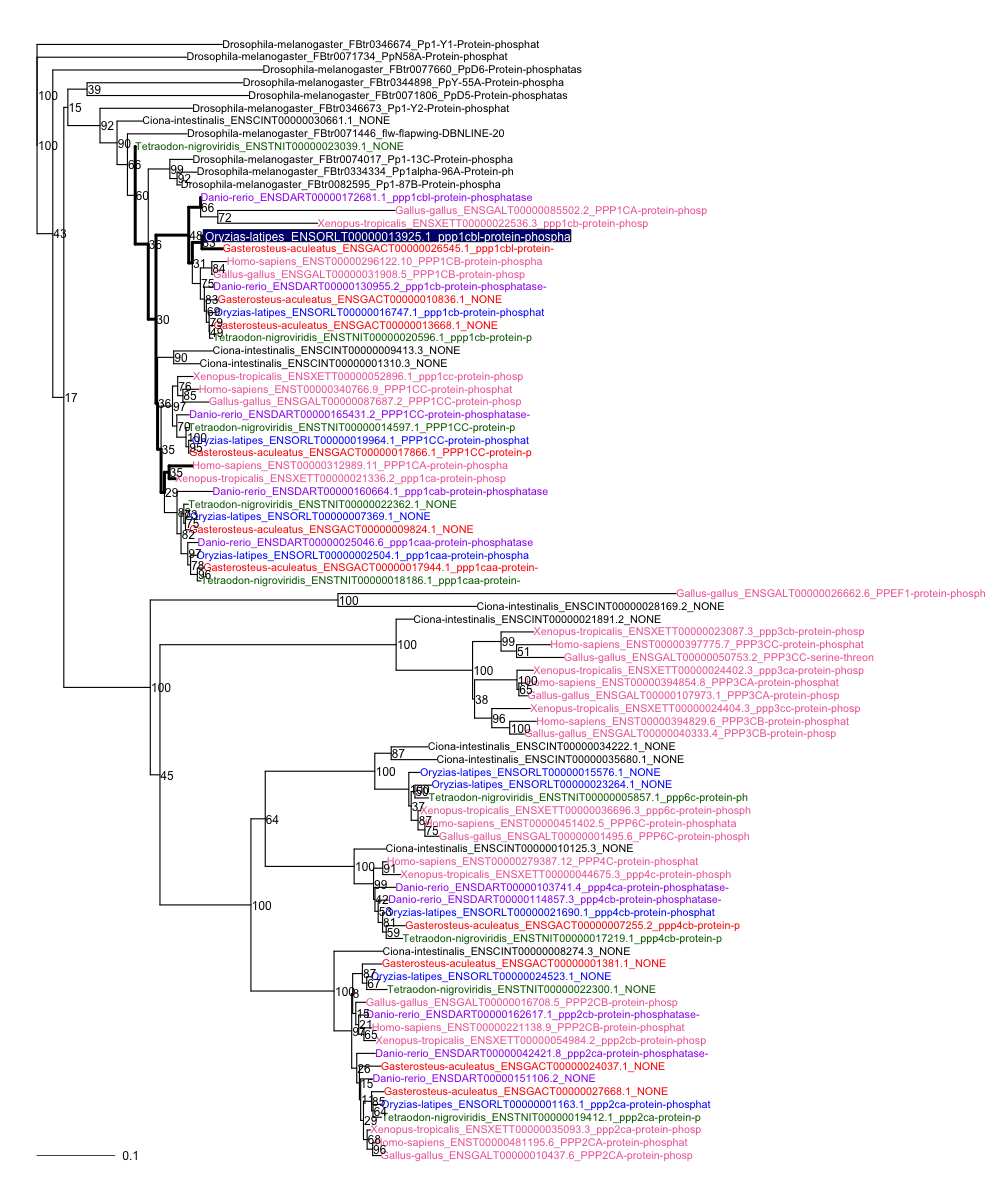 Drosophila-melanogaster_FBtr0346674_Pp1-Y1-Protein-phosphat
Drosophila-melanogaster_FBtr0071734_PpN58A-Protein-phosphat
Drosophila-melanogaster_FBtr0077660_PpD6-Protein-phosphatas
Drosophila-melanogaster_FBtr0344898_PpY-55A-Protein-phospha
39
100
Drosophila-melanogaster_FBtr0071806_PpD5-Protein-phosphatas
15
Drosophila-melanogaster_FBtr0346673_Pp1-Y2-Protein-phosphat
Ciona-intestinalis_ENSCINT00000030661.1_NONE
92
Drosophila-melanogaster_FBtr0071446_flw-flapwing-DBNLINE-20
90
100
Tetraodon-nigroviridis_ENSTNIT00000023039.1_NONE
Drosophila-melanogaster_FBtr0074017_Pp1-13C-Protein-phospha
66
99
Drosophila-melanogaster_FBtr0334334_Pp1alpha-96A-Protein-ph
92
Drosophila-melanogaster_FBtr0082595_Pp1-87B-Protein-phospha
60
Danio-rerio_ENSDART00000172681.1_ppp1cbl-protein-phosphatase
66
Gallus-gallus_ENSGALT00000085502.2_PPP1CA-protein-phosp
72
Xenopus-tropicalis_ENSXETT00000022536.3_ppp1cb-protein-phosp
43
48
Oryzias-latipes_ENSORLT00000013925.1_ppp1cbl-protein-phospha
36
Gasterosteus-aculeatus_ENSGACT00000026545.1_ppp1cbl-protein-
31
Homo-sapiens_ENST00000296122.10_PPP1CB-protein-phospha
84
Gallus-gallus_ENSGALT00000031908.5_PPP1CB-protein-phosp
75
Danio-rerio_ENSDART00000130955.2_ppp1cb-protein-phosphatase-
83
Gasterosteus-aculeatus_ENSGACT00000010836.1_NONE
Oryzias-latipes_ENSORLT00000016747.1_ppp1cb-protein-phosphat
30
79
Gasterosteus-aculeatus_ENSGACT00000013668.1_NONE
49
Tetraodon-nigroviridis_ENSTNIT00000020596.1_ppp1cb-protein-p
Ciona-intestinalis_ENSCINT00000009413.3_NONE
90
Ciona-intestinalis_ENSCINT00000001310.3_NONE
Xenopus-tropicalis_ENSXETT00000052896.1_ppp1cc-protein-phosp
76
Homo-sapiens_ENST00000340766.9_PPP1CC-protein-phosphat
85
17
Gallus-gallus_ENSGALT00000087687.2_PPP1CC-protein-phosp
36
97
Danio-rerio_ENSDART00000165431.2_PPP1CC-protein-phosphatase-
70
Tetraodon-nigroviridis_ENSTNIT00000014597.1_PPP1CC-protein-p
100
Oryzias-latipes_ENSORLT00000019964.1_PPP1CC-protein-phosphat
95
35
Gasterosteus-aculeatus_ENSGACT00000017866.1_PPP1CC-protein-p
Homo-sapiens_ENST00000312989.11_PPP1CA-protein-phospha
35
Xenopus-tropicalis_ENSXETT00000021336.2_ppp1ca-protein-phosp
29
Danio-rerio_ENSDART00000160664.1_ppp1cab-protein-phosphatase
Tetraodon-nigroviridis_ENSTNIT00000022362.1_NONE
Oryzias-latipes_ENSORLT00000007369.1_NONE
75
Gasterosteus-aculeatus_ENSGACT00000009824.1_NONE
82
Danio-rerio_ENSDART00000025046.6_ppp1caa-protein-phosphatase
97
Oryzias-latipes_ENSORLT00000002504.1_ppp1caa-protein-phospha
78
Gasterosteus-aculeatus_ENSGACT00000017944.1_ppp1caa-protein-
96
Tetraodon-nigroviridis_ENSTNIT00000018186.1_ppp1caa-protein-
Gallus-gallus_ENSGALT00000026662.6_PPEF1-protein-phosph
100
Ciona-intestinalis_ENSCINT00000028169.2_NONE
Ciona-intestinalis_ENSCINT00000021891.2_NONE
Xenopus-tropicalis_ENSXETT00000023087.3_ppp3cb-protein-phosp
99
100
Homo-sapiens_ENST00000397775.7_PPP3CC-protein-phosphat
51
Gallus-gallus_ENSGALT00000050753.2_PPP3CC-serine-threon
100
Xenopus-tropicalis_ENSXETT00000024402.3_ppp3ca-protein-phosp
100
Homo-sapiens_ENST00000394854.8_PPP3CA-protein-phosphat
100
65
Gallus-gallus_ENSGALT00000107973.1_PPP3CA-protein-phosp
38
Xenopus-tropicalis_ENSXETT00000024404.3_ppp3cc-protein-phosp
96
Homo-sapiens_ENST00000394829.6_PPP3CB-protein-phosphat
100
Gallus-gallus_ENSGALT00000040333.4_PPP3CB-protein-phosp
Ciona-intestinalis_ENSCINT00000034222.1_NONE
87
Ciona-intestinalis_ENSCINT00000035680.1_NONE
45
100
Oryzias-latipes_ENSORLT00000015576.1_NONE
Oryzias-latipes_ENSORLT00000023264.1_NONE
Tetraodon-nigroviridis_ENSTNIT00000005857.1_ppp6c-protein-ph
37
Xenopus-tropicalis_ENSXETT00000036696.3_ppp6c-protein-phosph
64
87
Homo-sapiens_ENST00000451402.5_PPP6C-protein-phosphata
75
Gallus-gallus_ENSGALT00000001495.6_PPP6C-protein-phosph
Ciona-intestinalis_ENSCINT00000010125.3_NONE
Homo-sapiens_ENST00000279387.12_PPP4C-protein-phosphat
100
91
Xenopus-tropicalis_ENSXETT00000044675.3_ppp4c-protein-phosph
99
Danio-rerio_ENSDART00000103741.4_ppp4ca-protein-phosphatase-
42
Danio-rerio_ENSDART00000114857.3_ppp4cb-protein-phosphatase-
100
53
Oryzias-latipes_ENSORLT00000021690.1_ppp4cb-protein-phosphat
81
Gasterosteus-aculeatus_ENSGACT00000007255.2_ppp4cb-protein-p
59
Tetraodon-nigroviridis_ENSTNIT00000017219.1_ppp4cb-protein-p
Ciona-intestinalis_ENSCINT00000008274.3_NONE
Gasterosteus-aculeatus_ENSGACT00000001381.1_NONE
87
Oryzias-latipes_ENSORLT00000024523.1_NONE
67
100
Tetraodon-nigroviridis_ENSTNIT00000022300.1_NONE
8
Gallus-gallus_ENSGALT00000016708.5_PPP2CB-protein-phosp
15
Danio-rerio_ENSDART00000162617.1_ppp2cb-protein-phosphatase-
21
Homo-sapiens_ENST00000221138.9_PPP2CB-protein-phosphat
65
Xenopus-tropicalis_ENSXETT00000054984.2_ppp2cb-protein-phosp
Danio-rerio_ENSDART00000042421.8_ppp2ca-protein-phosphatase-
26
Gasterosteus-aculeatus_ENSGACT00000024037.1_NONE
Danio-rerio_ENSDART00000151106.2_NONE
15
Gasterosteus-aculeatus_ENSGACT00000027668.1_NONE
85
Oryzias-latipes_ENSORLT00000001163.1_ppp2ca-protein-phosphat
64
Tetraodon-nigroviridis_ENSTNIT00000019412.1_ppp2ca-protein-p
29
Xenopus-tropicalis_ENSXETT00000035093.3_ppp2ca-protein-phosp
68
Homo-sapiens_ENST00000481195.6_PPP2CA-protein-phosphat
96
Gallus-gallus_ENSGALT00000010437.6_PPP2CA-protein-phosp
0.1